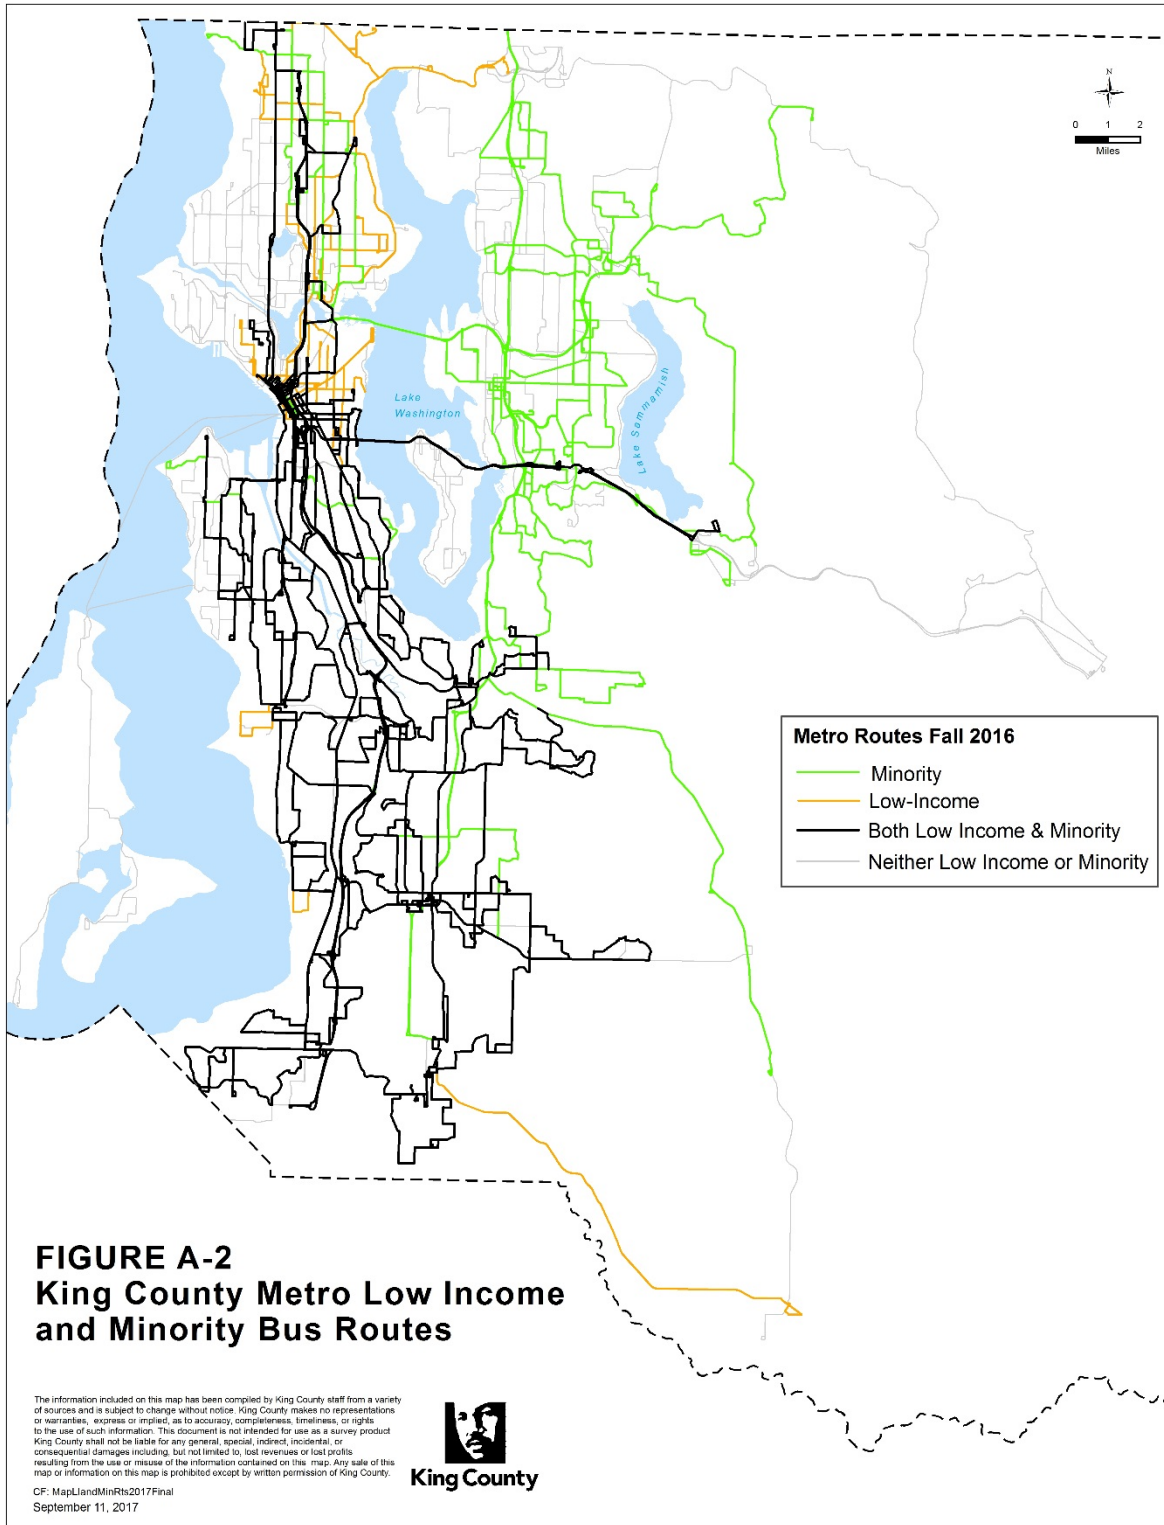 N
0 1 2
Miles
Lake
Washington
Lake Sammamish
Metro Routes Fall 2016
Minority
Low-Income
Both Low Income & Minority
Neither Low Income or Minority
FIGURE A-2
King County Metro Low Income
and Minority Bus Routes
The information included on this map has been compiled by King County staff from a variety
of sources and is subject to change without notice. King County makes no representations
or warranties, express or implied, as to accuracy, completeness, timeliness, or rights
to the use of such information. This document is not intended for use as a survey product
King County shall not be liable for any general, special, indirect, incidental, or
consequential damages including, but not limited to, lost revenues or lost profits
resulting from the use or misuse of the information contained on this map. Any sale of this
map or information on this map is prohibited except by written permission of King County.
King County
CF: MapLIandMinRts2017Final
September 11, 2017